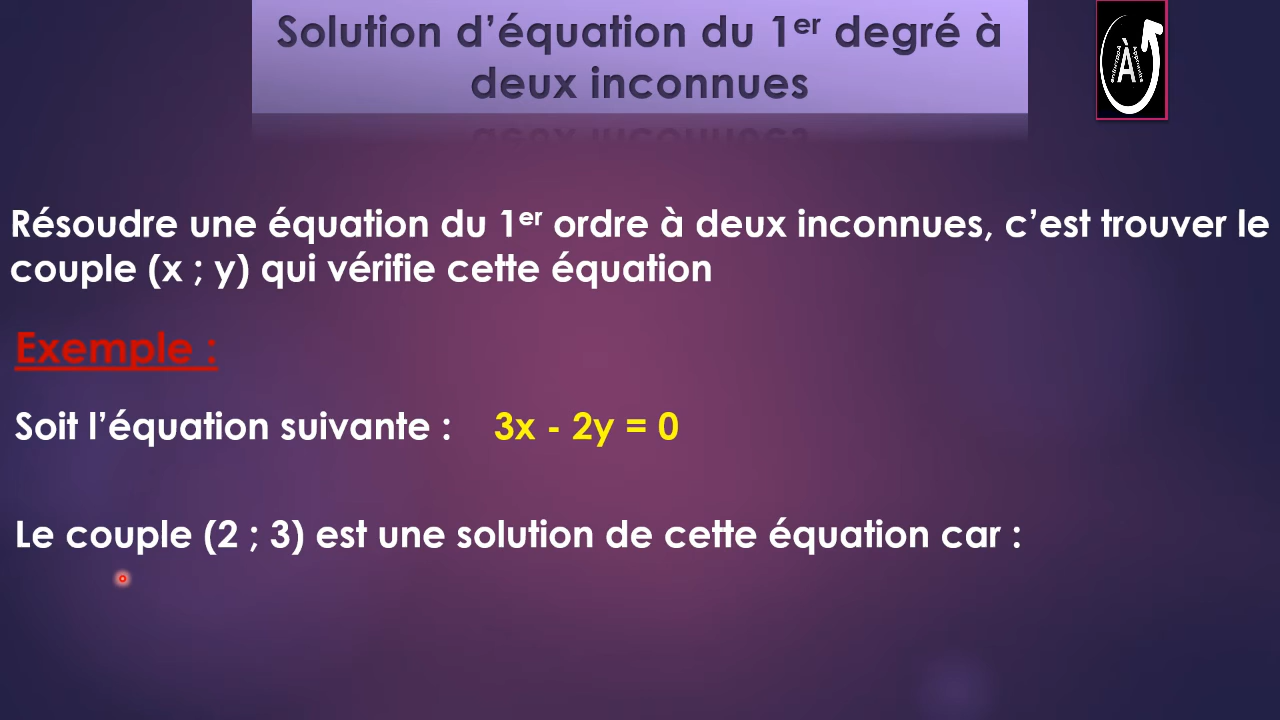 Solution d’équation du 1er degré à
deux inconnues
À
Résoudre une équation du 1er ordre à deux inconnues, c’est trouver le
couple (x ; y) qui vérifie cette équation
Exemple :
Soit l’équation suivante : 3x - 2y = 0
Le couple (2 ; 3) est une solution de cette équation car :